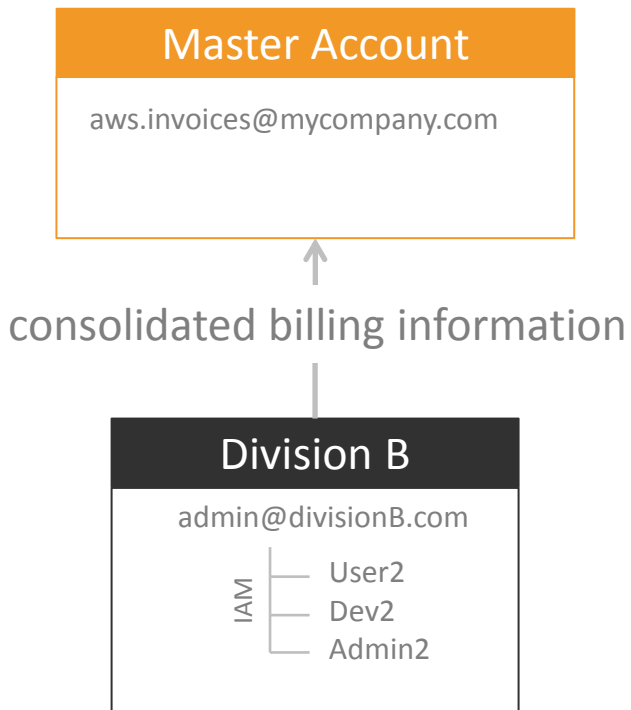 Master Account
aws.invoices@mycompany.com
consolidated billing information
Division B
admin@divisionB.com
IAM
User2
Dev2
Admin2